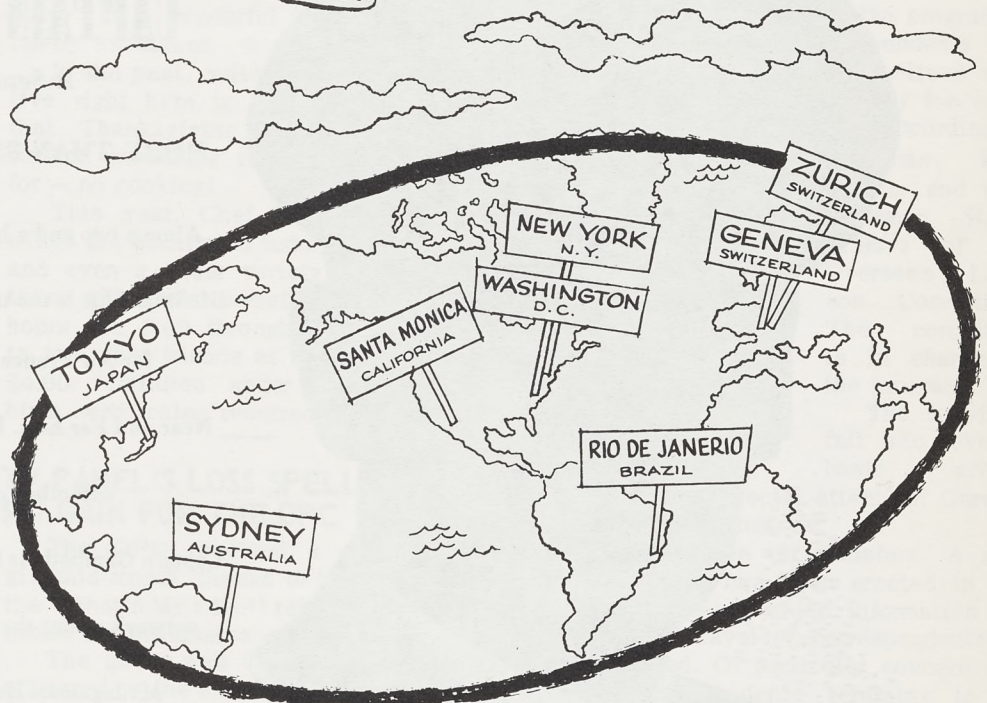 ZURICH
SWITZERLAND
NEW YORK
N.Y.
GENEVA
SWITZERLAND
WASHINGTON
D.C.
SANTA MONICA
CALIFORNIA
TOKYO
JAPAN
RIO DE JANERIO
BRAZIL
SYDNEY
AUSTRALIA